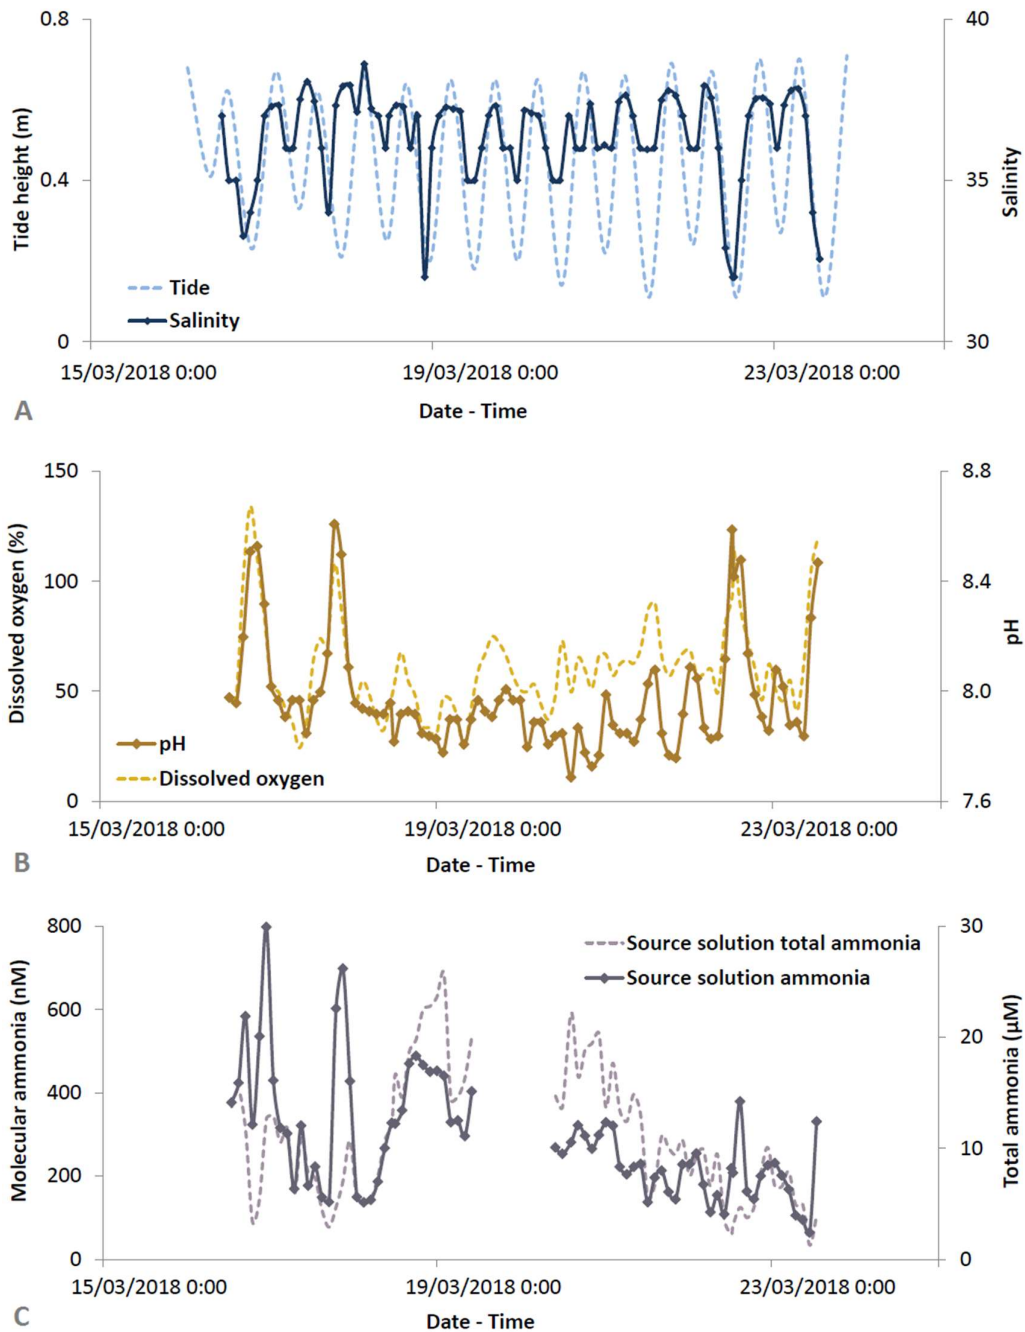 0.8
40
Tide height (m)
0.4
35
Salinity
Tide
Salinity
0
30
15/03/2018 0:00
19/03/2018 0:00
23/03/2018 0:00
A
Date - Time
150
8.8
Dissolved oxygen (%)
100
8.4
pH
50
8.0
pH
Dissolved oxygen
0
7.6
15/03/2018 0:00
19/03/2018 0:00
23/03/2018 0:00
B
Date - Time
800
30
Source solution total ammonia
Source solution ammonia
Molecular ammonia (nM)
600
20
Total ammonia (µM)
400
10
200
0
0
15/03/2018 0:00
19/03/2018 0:00
23/03/2018 0:00
C
Date - Time